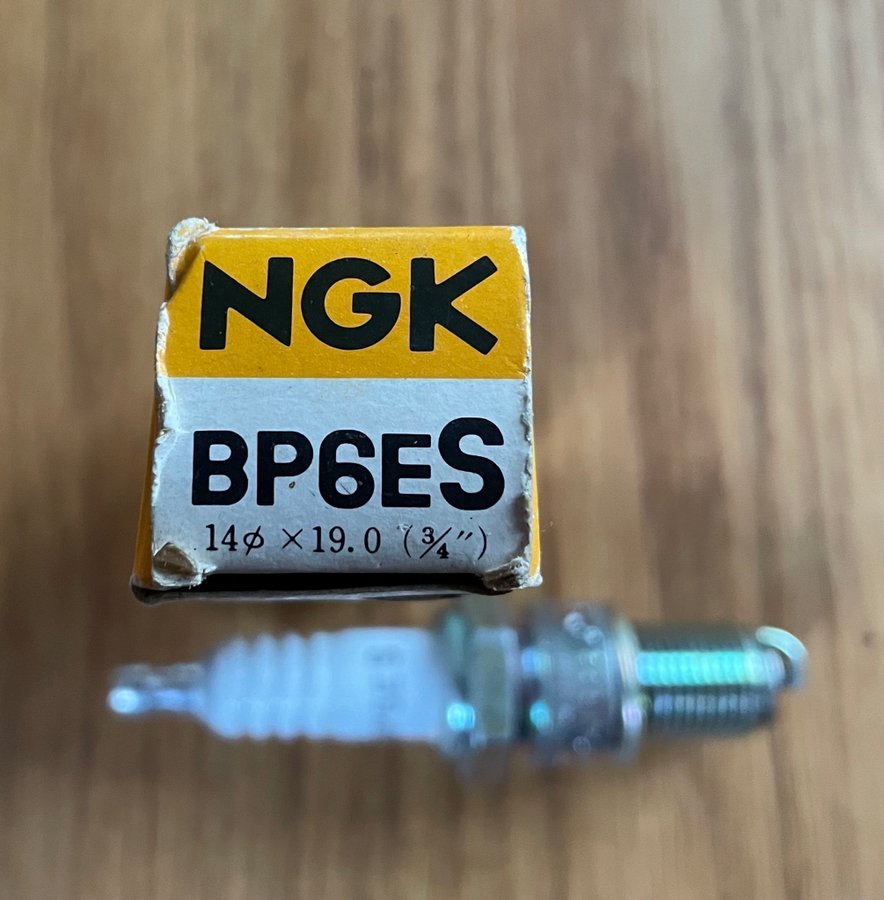 NGK
BP6ES
14φ ×19.0 (¾″)